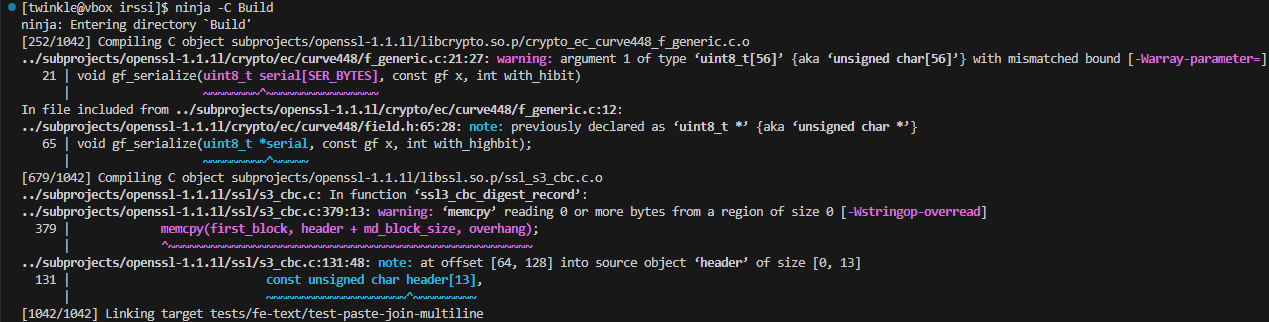 [twinkle@vbox irssi]$ ninja -C Build
ninja: Entering directory `Build'
[252/1042] Compiling C object subprojects/openssl-1.1.1l/libcrypto.so.p/crypto_ec_curve448_f_generic.c.o
../subprojects/openssl-1.1.1l/crypto/ec/curve448/f_generic.c:21:27: warning: argument 1 of type ‘uint8_t[56]’ {aka ‘unsigned char[56]’} with mismatched bound [-Warray-parameter=]
   21 | void gf_serialize(uint8_t serial[SER_BYTES], const gf x, int with_hibit)
      |                   ~~~~~~~~^~~~~~~~~~~~~~~~~
In file included from ../subprojects/openssl-1.1.1l/crypto/ec/curve448/f_generic.c:12:
../subprojects/openssl-1.1.1l/crypto/ec/curve448/field.h:65:28: note: previously declared as ‘uint8_t *’ {aka ‘unsigned char *’}
   65 | void gf_serialize(uint8_t *serial, const gf x, int with_highbit);
      |                   ~~~~~~~~~^~~~~~
[679/1042] Compiling C object subprojects/openssl-1.1.1l/libssl.so.p/ssl_s3_cbc.c.o
../subprojects/openssl-1.1.1l/ssl/s3_cbc.c: In function ‘ssl3_cbc_digest_record’:
../subprojects/openssl-1.1.1l/ssl/s3_cbc.c:379:13: warning: ‘memcpy’ reading 0 or more bytes from a region of size 0 [-Wstringop-overread]
  379 |             memcpy(first_block, header + md_block_size, overhang);
      |             ^~~~~~~~~~~~~~~~~~~~~~~~~~~~~~~~~~~~~~~~~~~~~~~~~~~~~
../subprojects/openssl-1.1.1l/ssl/s3_cbc.c:131:48: note: at offset [64, 128] into source object ‘header’ of size [0, 13]
  131 |                            const unsigned char header[13],
      |                            ~~~~~~~~~~~~~~~~~~~~^~~~~~~~~~
[1042/1042] Linking target tests/fe-text/test-paste-join-multiline